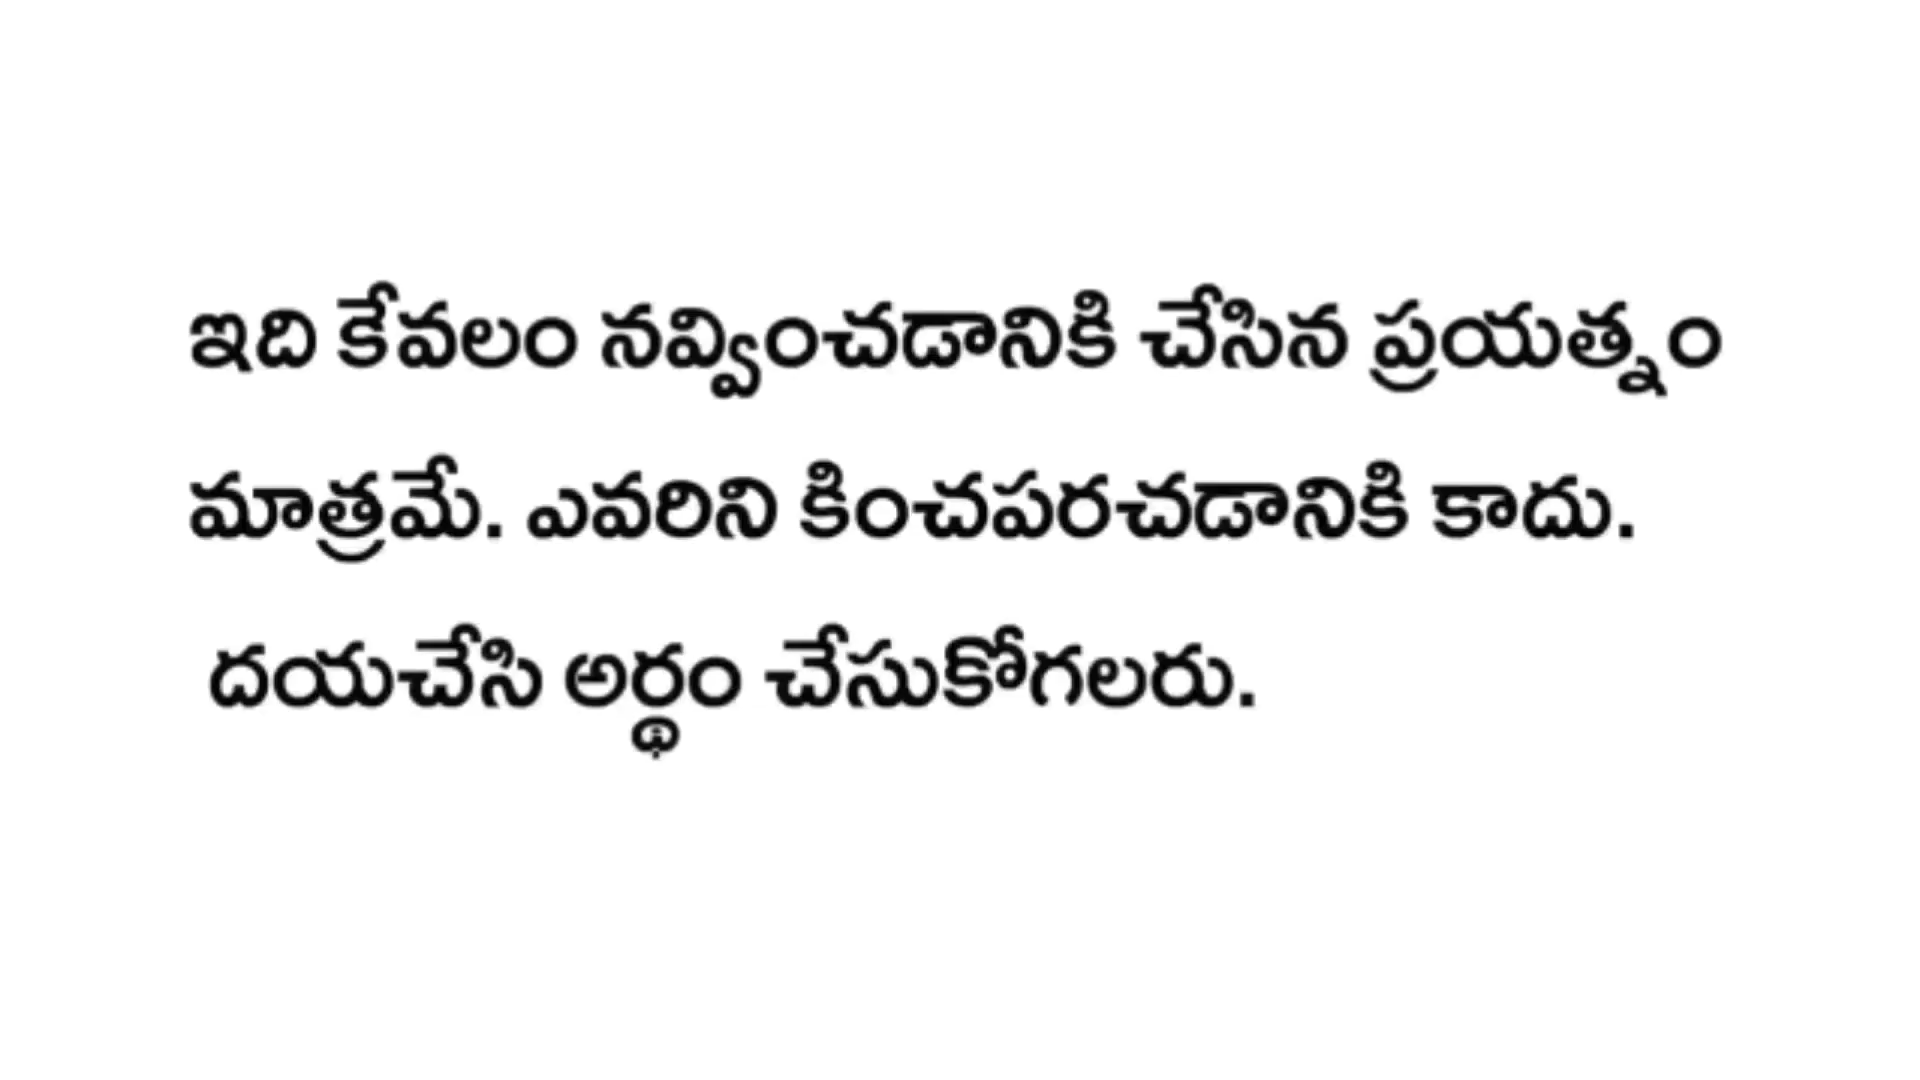 ఇది కేవలం నవ్వించడానికి చేసిన ప్రయత్నం
మాత్రమే. ఎవరిని కించపరచడానికి కాదు.
దయచేసి అర్థం చేసుకోగలరు.